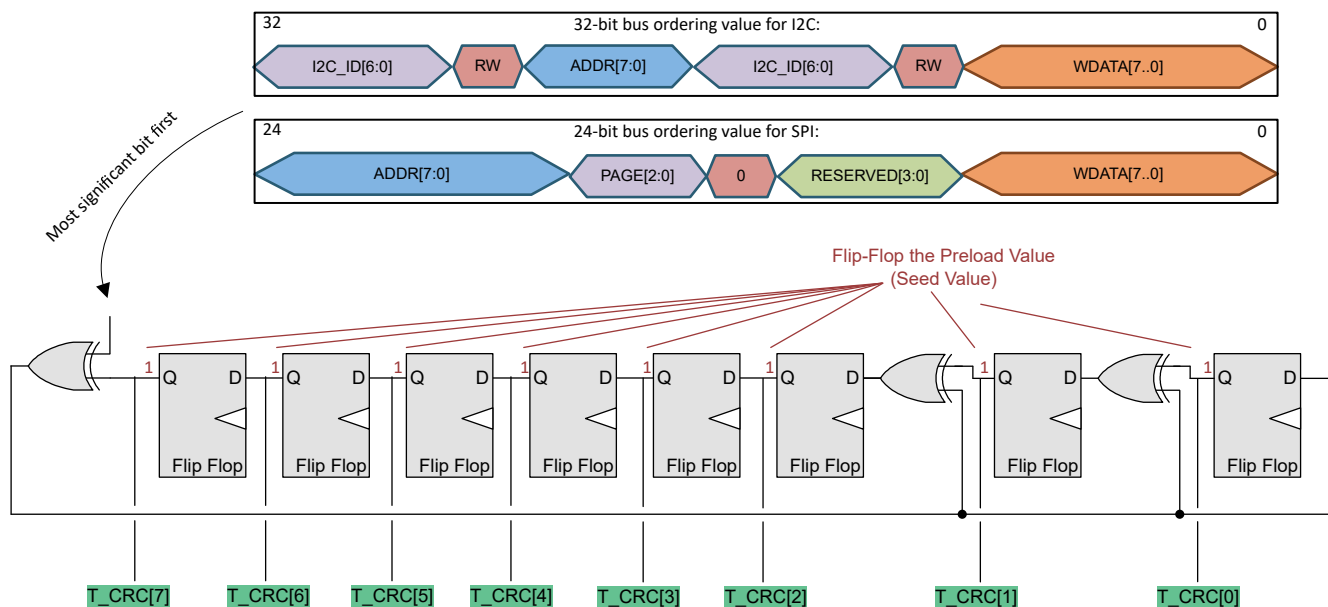 32
32-bit bus ordering value for I2C:
0
I2C_ID[6:0]
RW
ADDR[7:0]
I2C_ID[6:0]
RW
WDATA[7..0]
24
24-bit bus ordering value for SPI:
0
ADDR[7:0]
PAGE[2:0]
0
RESERVED[3:0]
WDATA[7..0]
Most significant bit first
Flip-Flop the Preload Value
(Seed Value)
1
Q
D
Flip Flop
1
Q
D
Flip Flop
1
Q
D
Flip Flop
1
Q
D
Flip Flop
1
Q
D
Flip Flop
1
Q
D
Flip Flop
1
Q
D
Flip Flop
1
Q
D
Flip Flop
T_CRC[7]
T_CRC[6]
T_CRC[5]
T_CRC[4]
T_CRC[3]
T_CRC[2]
T_CRC[1]
T_CRC[0]